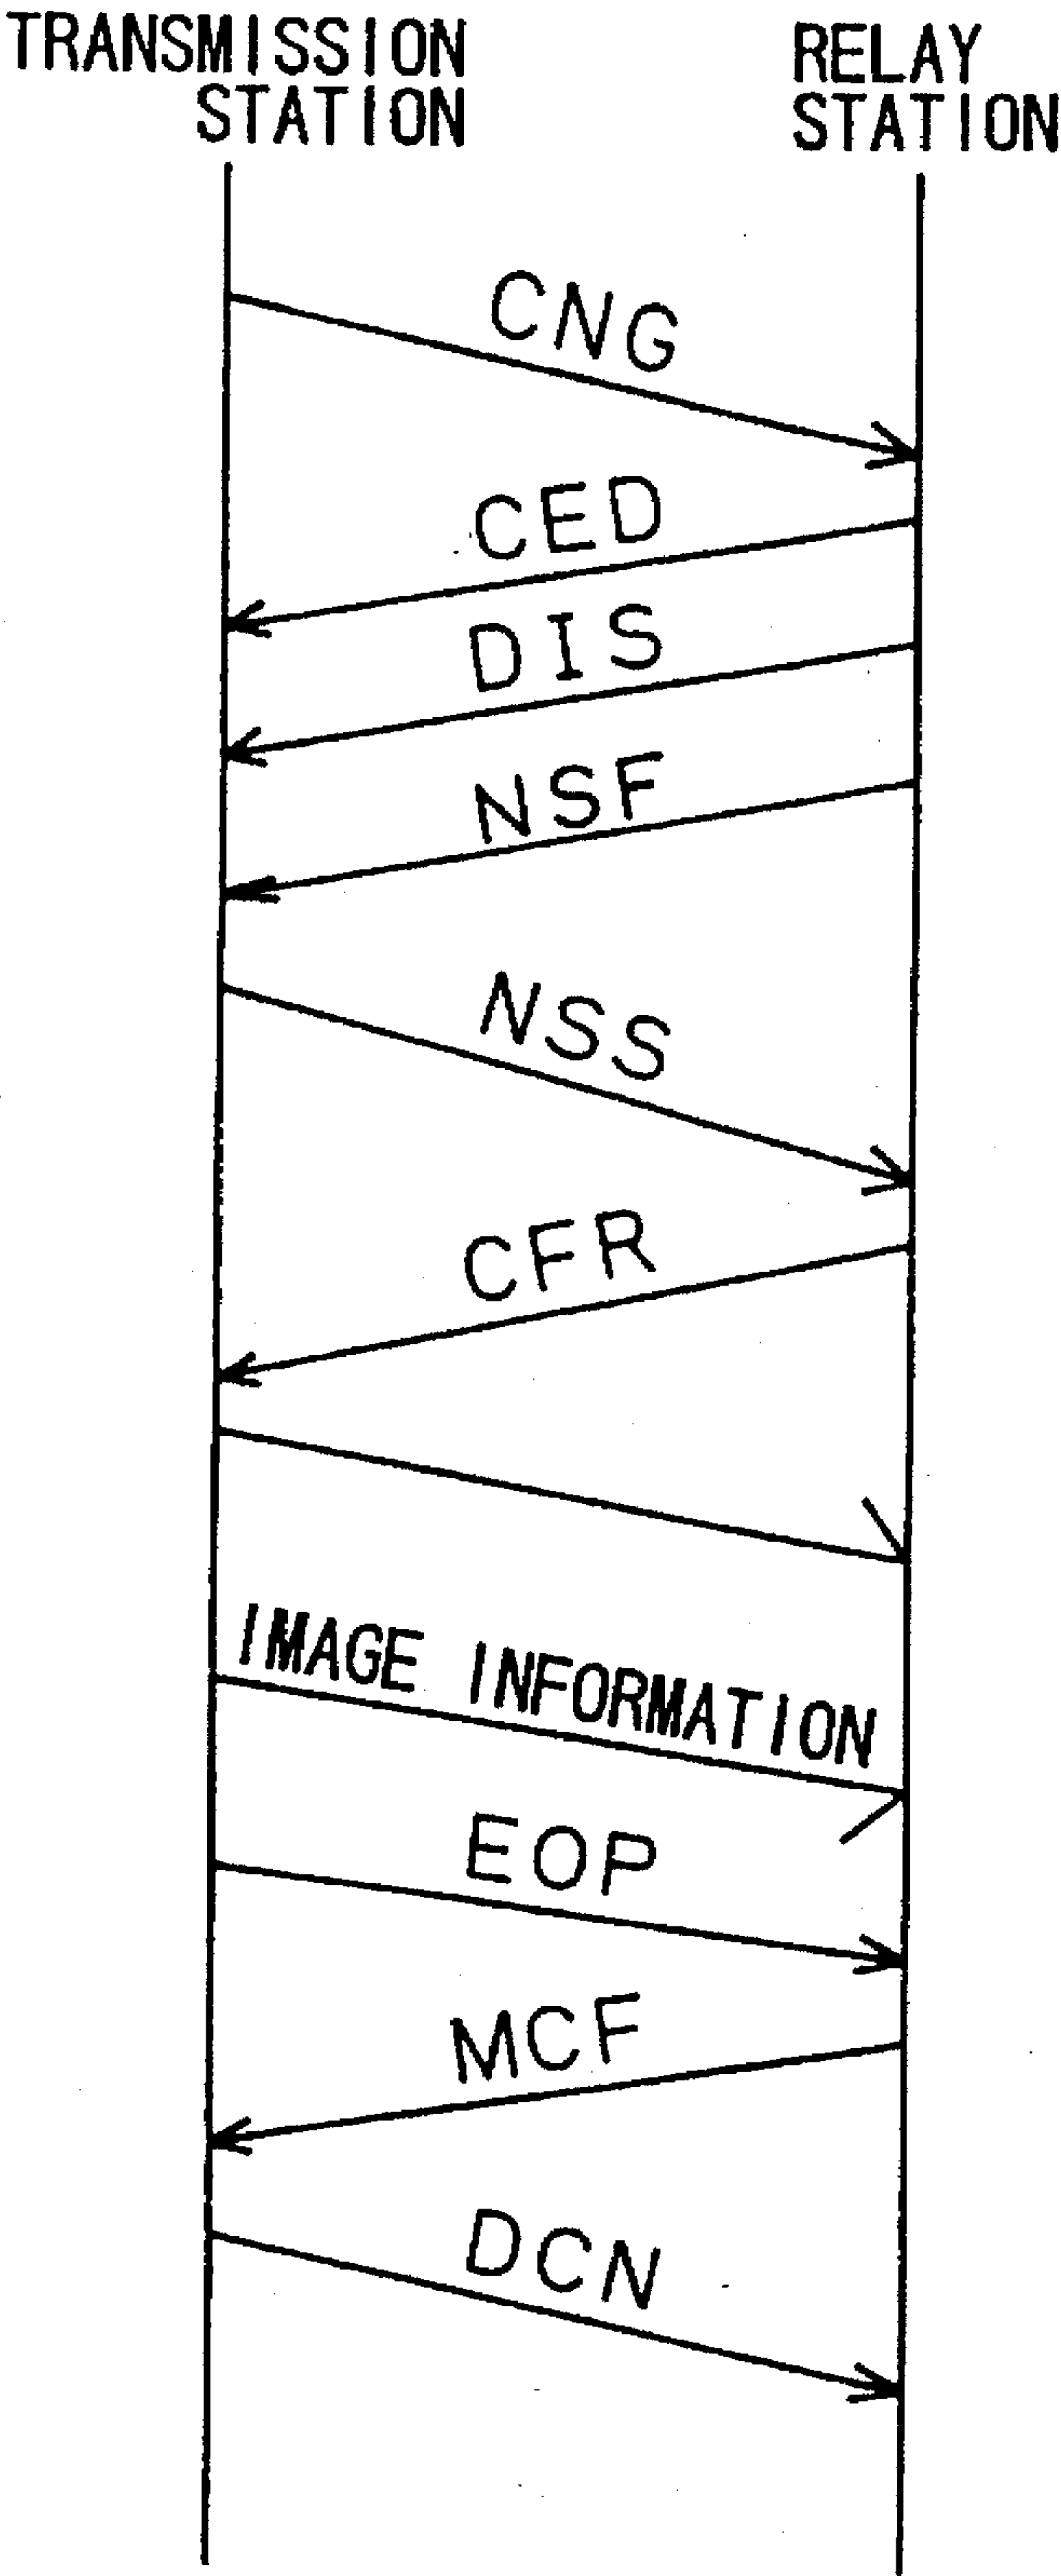 TRANSMISSION
STATION
RELAY
STATION
CNG
CED
DIS
NSF
NSS
CFR
IMAGE INFORMATION
EOP
MCF
DCN